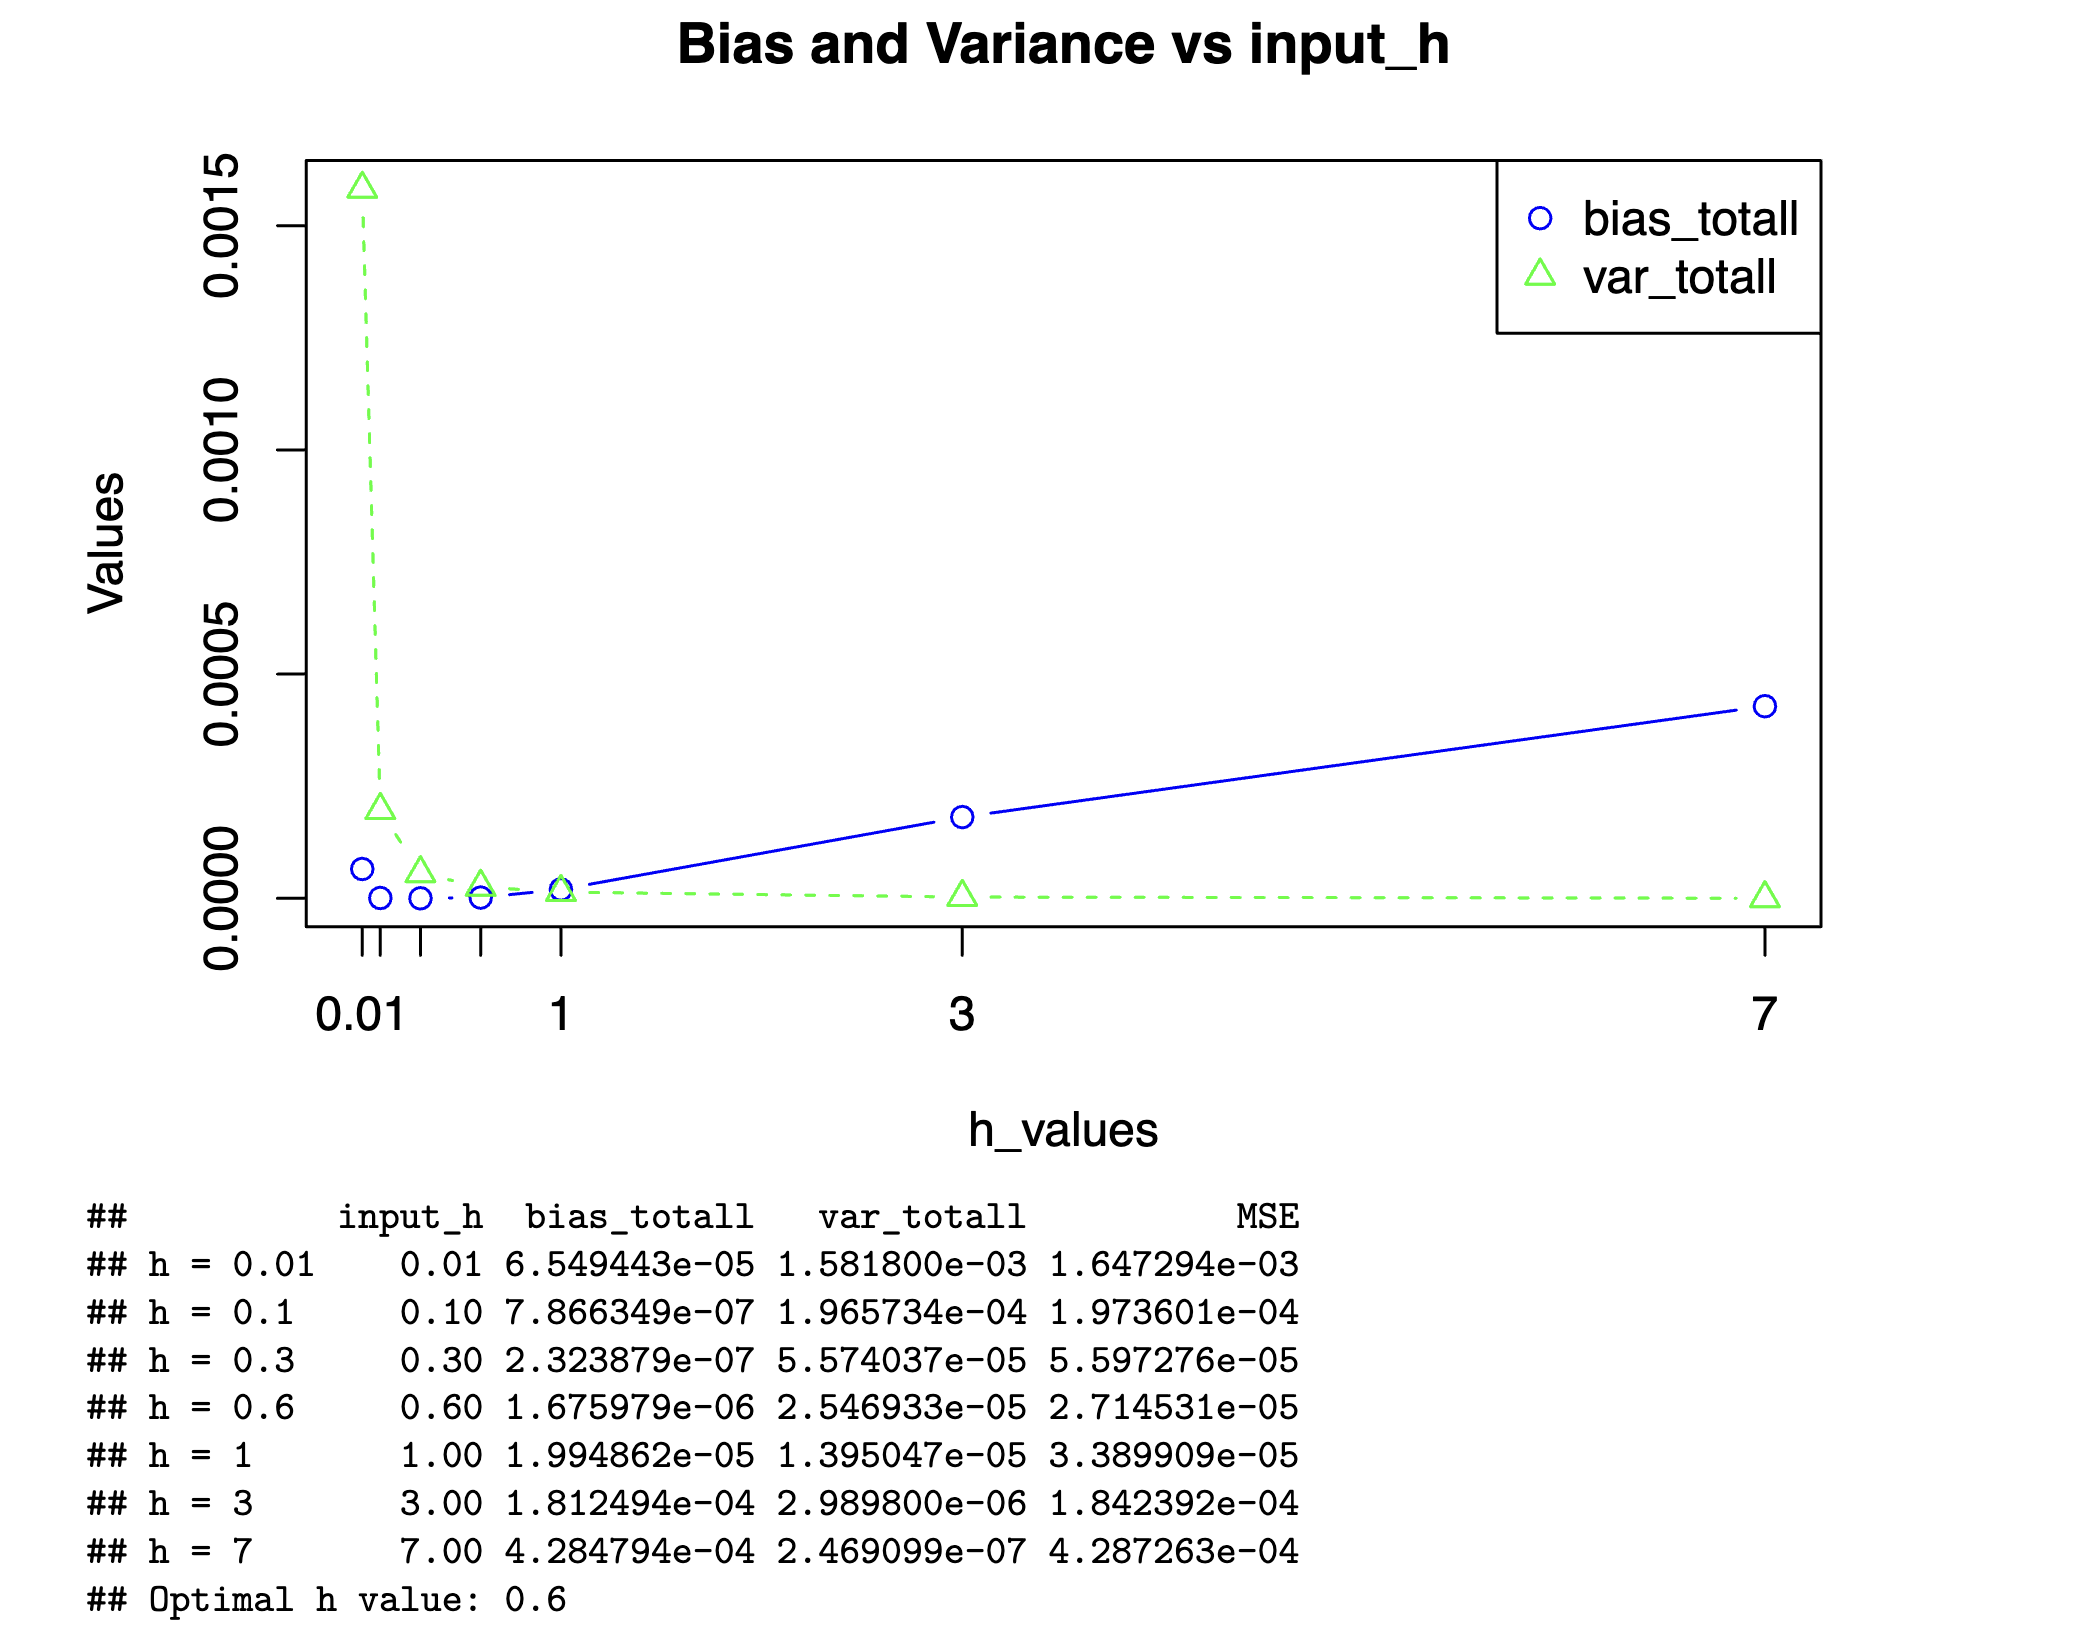 Bias and Variance vs input_h
bias_totall
var_totall
Values
0.0015
0.0010
0.0005
0.0000
0.01 1 3 7
h_values
## input_h bias_totall var_totall MSE
## h = 0.01 0.01 6.549443e-05 1.581800e-03 1.647294e-03
## h = 0.1 0.10 7.866349e-07 1.965734e-04 1.973601e-04
## h = 0.3 0.30 2.323879e-07 5.574037e-05 5.597276e-05
## h = 0.6 0.60 1.675979e-06 2.546933e-05 2.714531e-05
## h = 1 1.00 1.994862e-05 1.395047e-05 3.389909e-05
## h = 3 3.00 1.812494e-04 2.989800e-06 1.842392e-04
## h = 7 7.00 4.284794e-04 2.469099e-07 4.287263e-04
## Optimal h value: 0.6